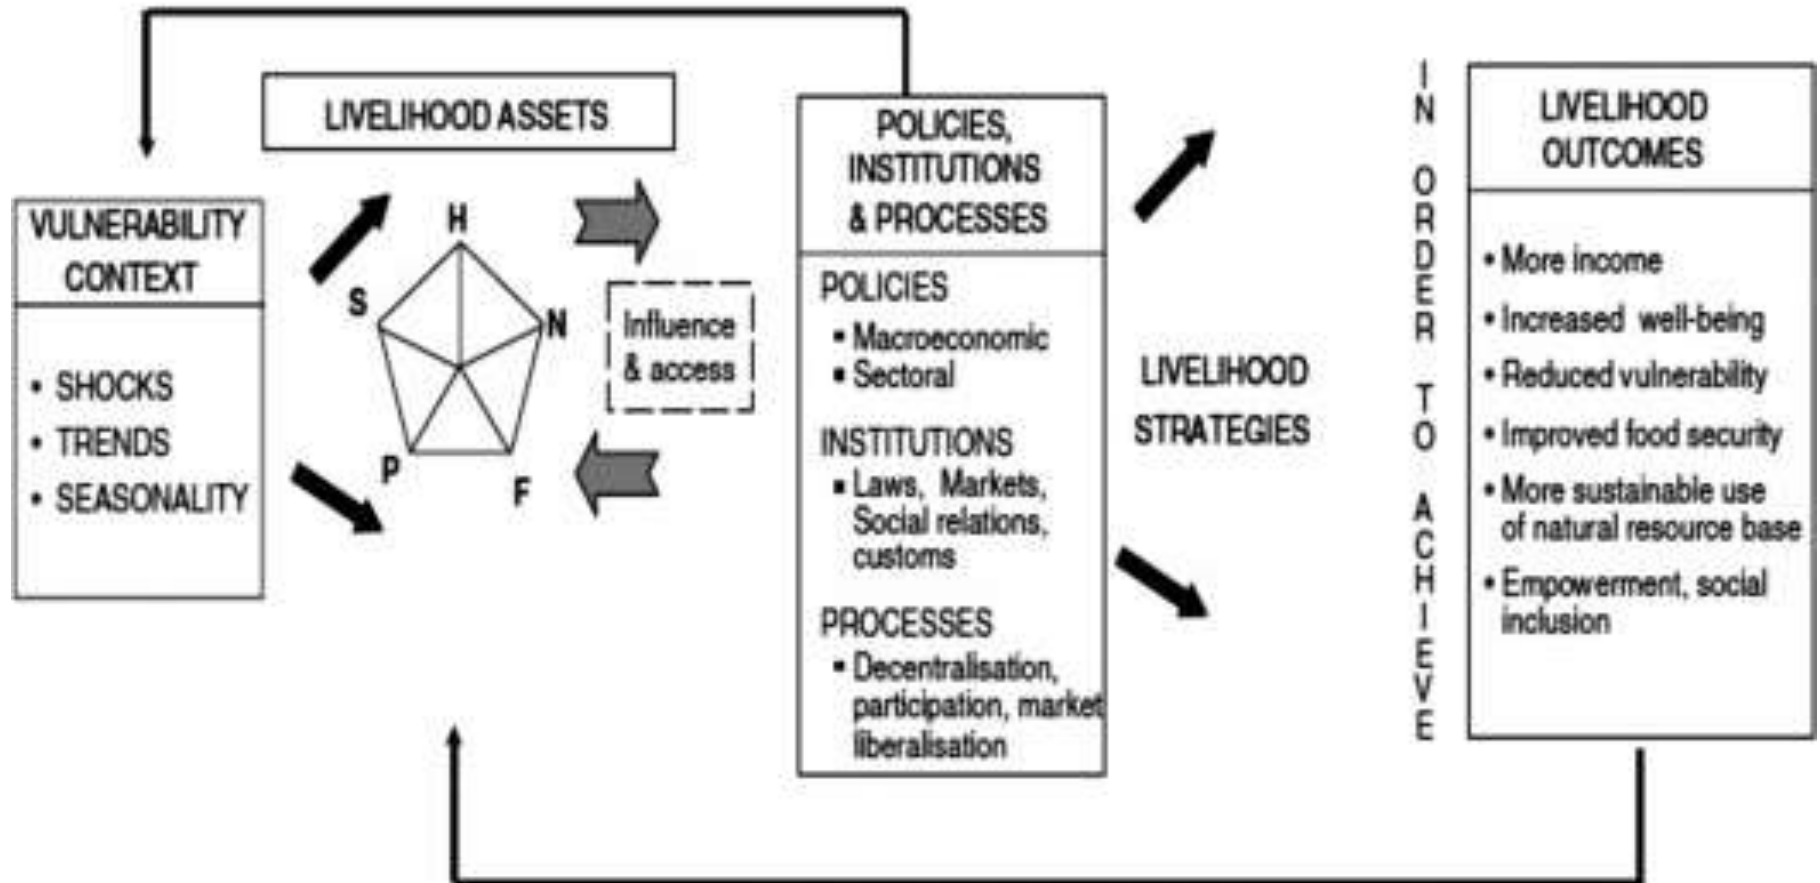 LIVELIHOOD ASSETS
VULNERABILITY
CONTEXT
• SHOCKS
• TRENDS
• SEASONALITY
H
S
N
P
F
Influence
& access
POLICIES,
INSTITUTIONS
& PROCESSES
POLICIES
▪ Macroeconomic
▪ Sectoral
INSTITUTIONS
▪ Laws, Markets,
Social relations,
customs
PROCESSES
▪ Decentralisation,
participation, market
liberalisation
LIVELIHOOD
STRATEGIES
IN ORDER TO ACHIEVE
LIVELIHOOD
OUTCOMES
• More income
• Increased well-being
• Reduced vulnerability
• Improved food security
• More sustainable use
of natural resource base
• Empowerment, social
inclusion